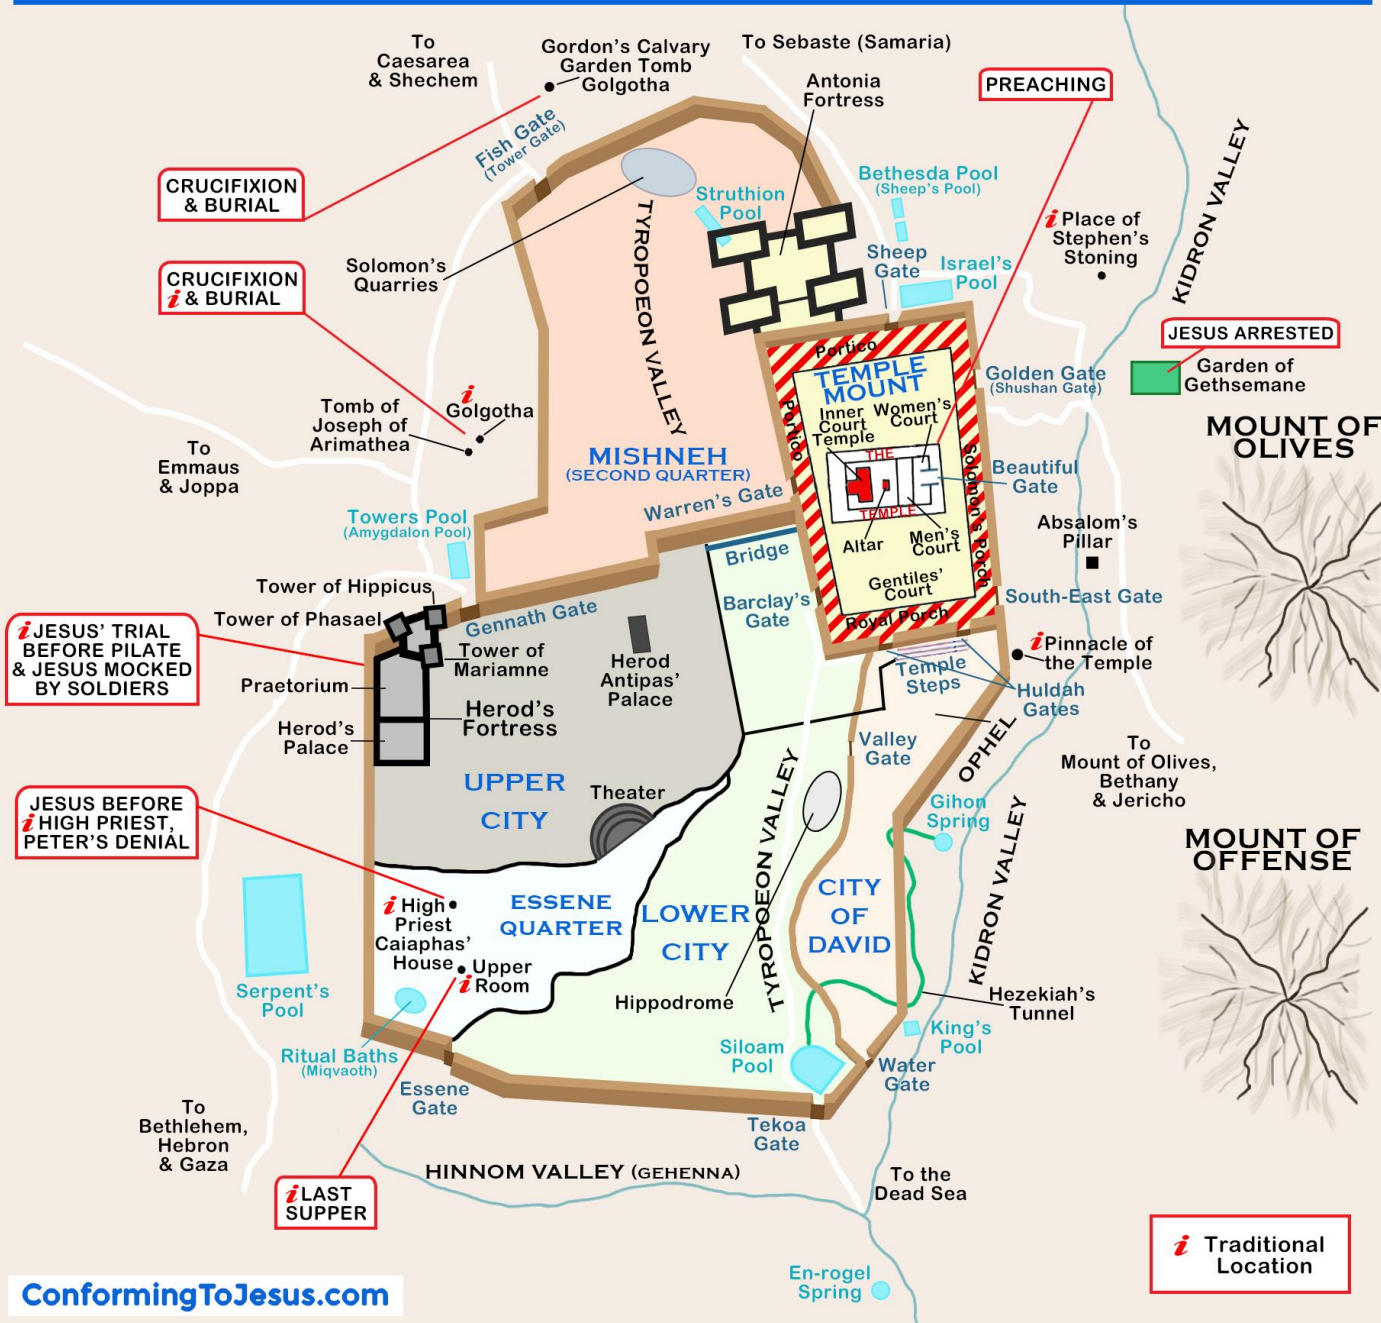 To
Caesarea
& Shechem
Gordon's Calvary
Garden Tomb
Golgotha
To Sebaste (Samaria)
Antonia
Fortress
PREACHING
Fish Gate
(Tower Gate)
KIDRON VALLEY
CRUCIFIXION
& BURIAL
Struthion
Pool
Bethesda Pool
(Sheep's Pool)
i Place of
Stephen's
Stoning
TYROPOEON VALLEY
Solomon's
Quarries
Sheep
Gate
Israel's
Pool
CRUCIFIXION
i & BURIAL
JESUS ARRESTED
Garden of
Gethsemane
Portico
TEMPLE
MOUNT
Golden Gate
(Shushan Gate)
Portico
Inner
Court
Temple
Women's
Court
i
Golgotha
Tomb of
Joseph of
Arimathea
MOUNT OF
OLIVES
To
Emmaus
& Joppa
MISHNEH
(SECOND QUARTER)
THE
TEMPLE
Solomon's Porch
Beautiful
Gate
Warren's Gate
Towers Pool
(Amygdalon Pool)
Altar
Men's
Court
Absalom's
Pillar
Bridge
Gentiles'
Court
Tower of Hippicus
Tower of Phasael
Gennath Gate
Barclay's
Gate
Royal Porch
South-East Gate
i JESUS' TRIAL
BEFORE PILATE
& JESUS MOCKED
BY SOLDIERS
Tower of
Mariamne
Herod
Antipas'
Palace
Temple
Steps
i Pinnacle of
the Temple
Praetorium
Huldah
Gates
Herod's
Fortress
Herod's
Palace
Valley
Gate
OPHEL
To
Mount of Olives,
Bethany
& Jericho
UPPER
CITY
Theater
TYROPOEON VALLEY
Gihon
Spring
JESUS BEFORE
i HIGH PRIEST,
PETER'S DENIAL
KIDRON VALLEY
MOUNT OF
OFFENSE
ESSENE
QUARTER
LOWER
CITY
CITY
OF
DAVID
i High
Priest
Caiaphas'
House
Upper
i Room
Hippodrome
Hezekiah's
Tunnel
Serpent's
Pool
King's
Pool
Ritual Baths
(Miqvaoth)
Siloam
Pool
Water
Gate
Essene
Gate
Tekoa
Gate
To
Bethlehem,
Hebron
& Gaza
HINNOM VALLEY (GEHENNA)
To the
Dead Sea
i LAST
SUPPER
i Traditional
Location
En-rogel
Spring
ConformingToJesus.com